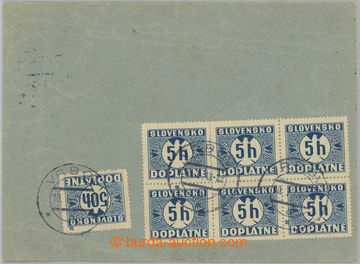 SLOVENSKO SLOVENSKO SLOVENSKO
5h 5h 5h
DOPLATNE DOPLATNE DOPLATNE
SLOVENSKO SLOVENSKO SLOVENSKO
5h 5h 5h
DOPLATNE DOPLATNE DOPLATNE
SLOVENSKO
50h
DOPLATNE
burda-auction.com